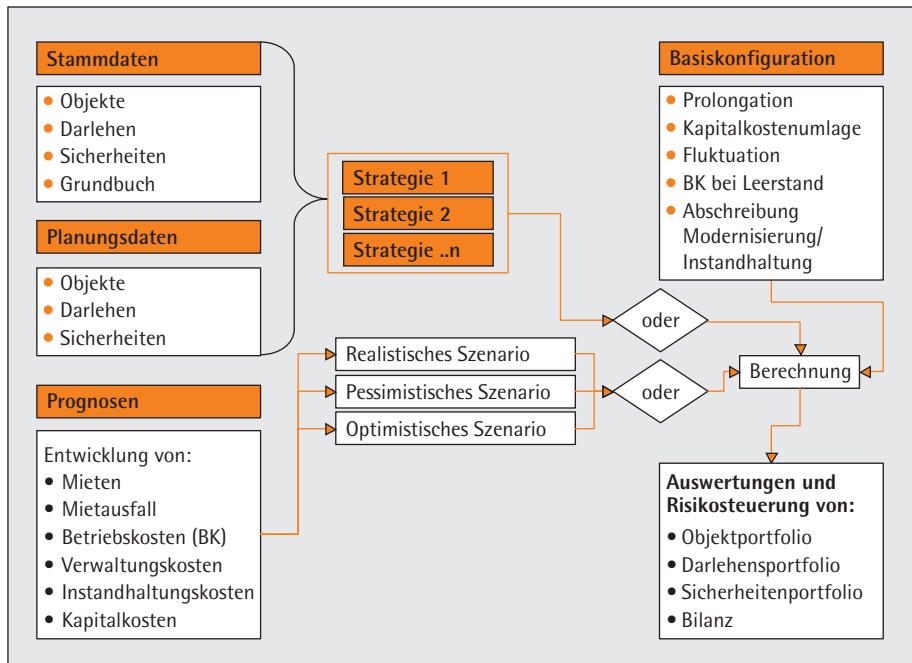 Stammdaten
• Objekte
• Darlehen
• Sicherheiten
• Grundbuch
Planungsdaten
• Objekte
• Darlehen
• Sicherheiten
Prognosen
Entwicklung von:
• Mieten
• Mietausfall
• Betriebskosten (BK)
• Verwaltungskosten
• Instandhaltungskosten
• Kapitalkosten
Strategie 1
Strategie 2
Strategie ..n
Realistisches Szenario
Pessimistisches Szenario
Optimistisches Szenario
oder
oder
Basiskonfiguration
• Prolongation
• Kapitalkostenumlage
• Fluktuation
• BK bei Leerstand
• Abschreibung
Modernisierung/
Instandhaltung
Berechnung
Auswertungen und
Risikosteuerung von:
• Objektportfolio
• Darlehensportfolio
• Sicherheitenportfolio
• Bilanz